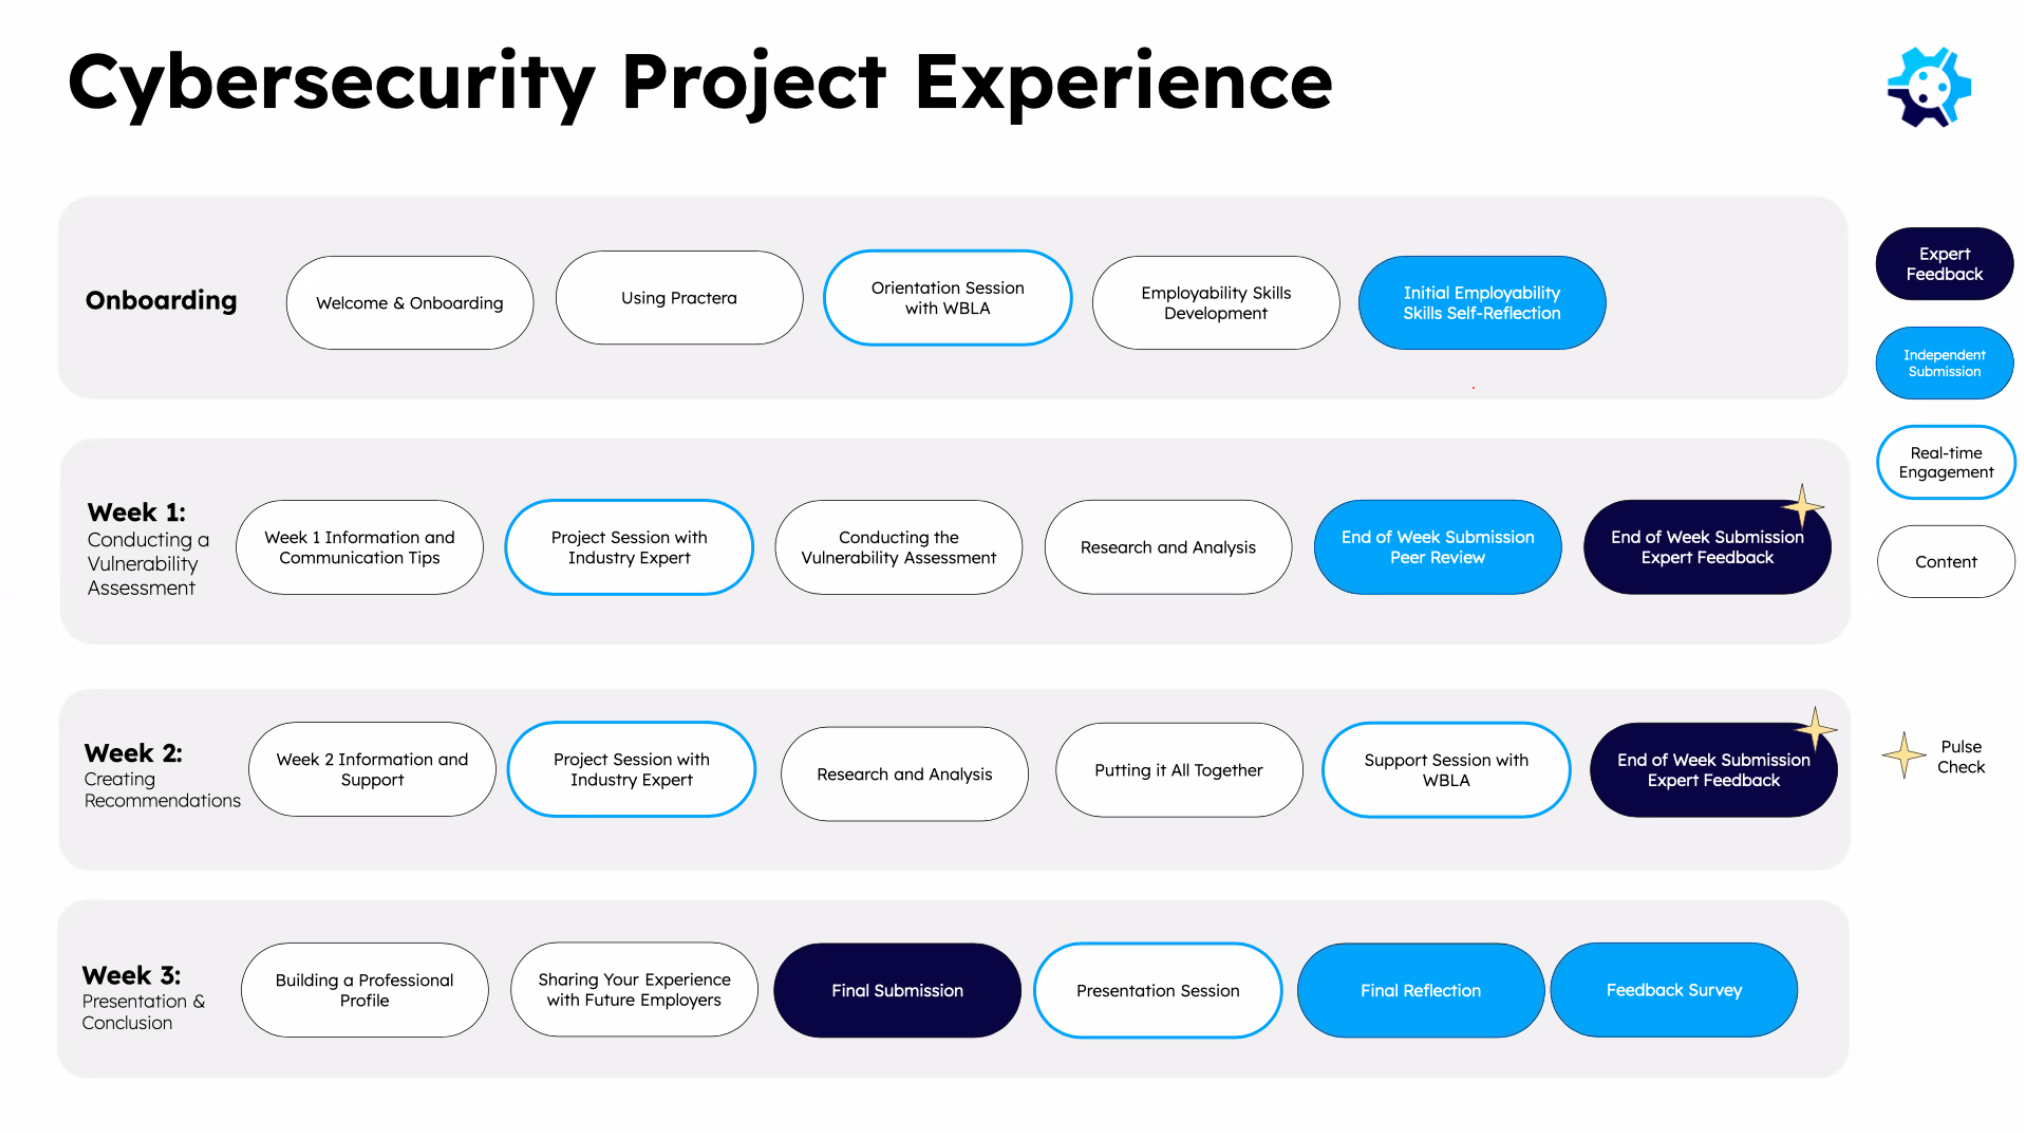 Cybersecurity Project Experience
Onboarding
Welcome & Onboarding
Using Practera
Orientation Session
with WBLA
Employability Skills
Development
Initial Employability
Skills Self-Reflection
Week 1:
Conducting a
Vulnerability
Assessment
Week 1 Information and
Communication Tips
Project Session with
Industry Expert
Conducting the
Vulnerability Assessment
Research and Analysis
End of Week Submission
Peer Review
End of Week Submission
Expert Feedback
Week 2:
Creating
Recommendations
Week 2 Information and
Support
Project Session with
Industry Expert
Research and Analysis
Putting it All Together
Support Session with
WBLA
End of Week Submission
Expert Feedback
Week 3:
Presentation &
Conclusion
Building a Professional
Profile
Sharing Your Experience
with Future Employers
Final Submission
Presentation Session
Final Reflection
Feedback Survey
Expert
Feedback
Independent
Submission
Real-time
Engagement
Content
Pulse
Check